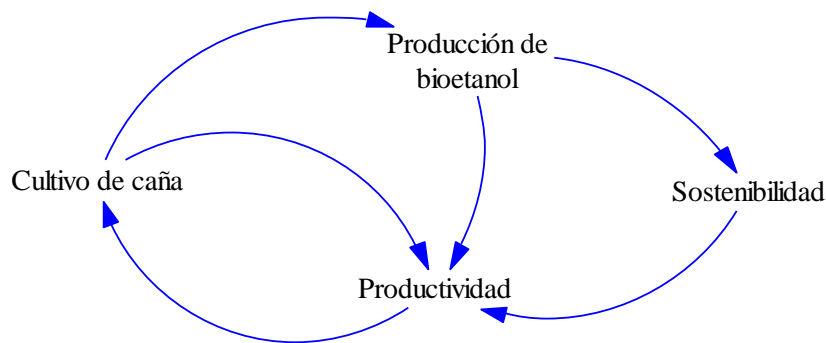 Producción de
bioetanol
Cultivo de caña
Sostenibilidad
Productividad